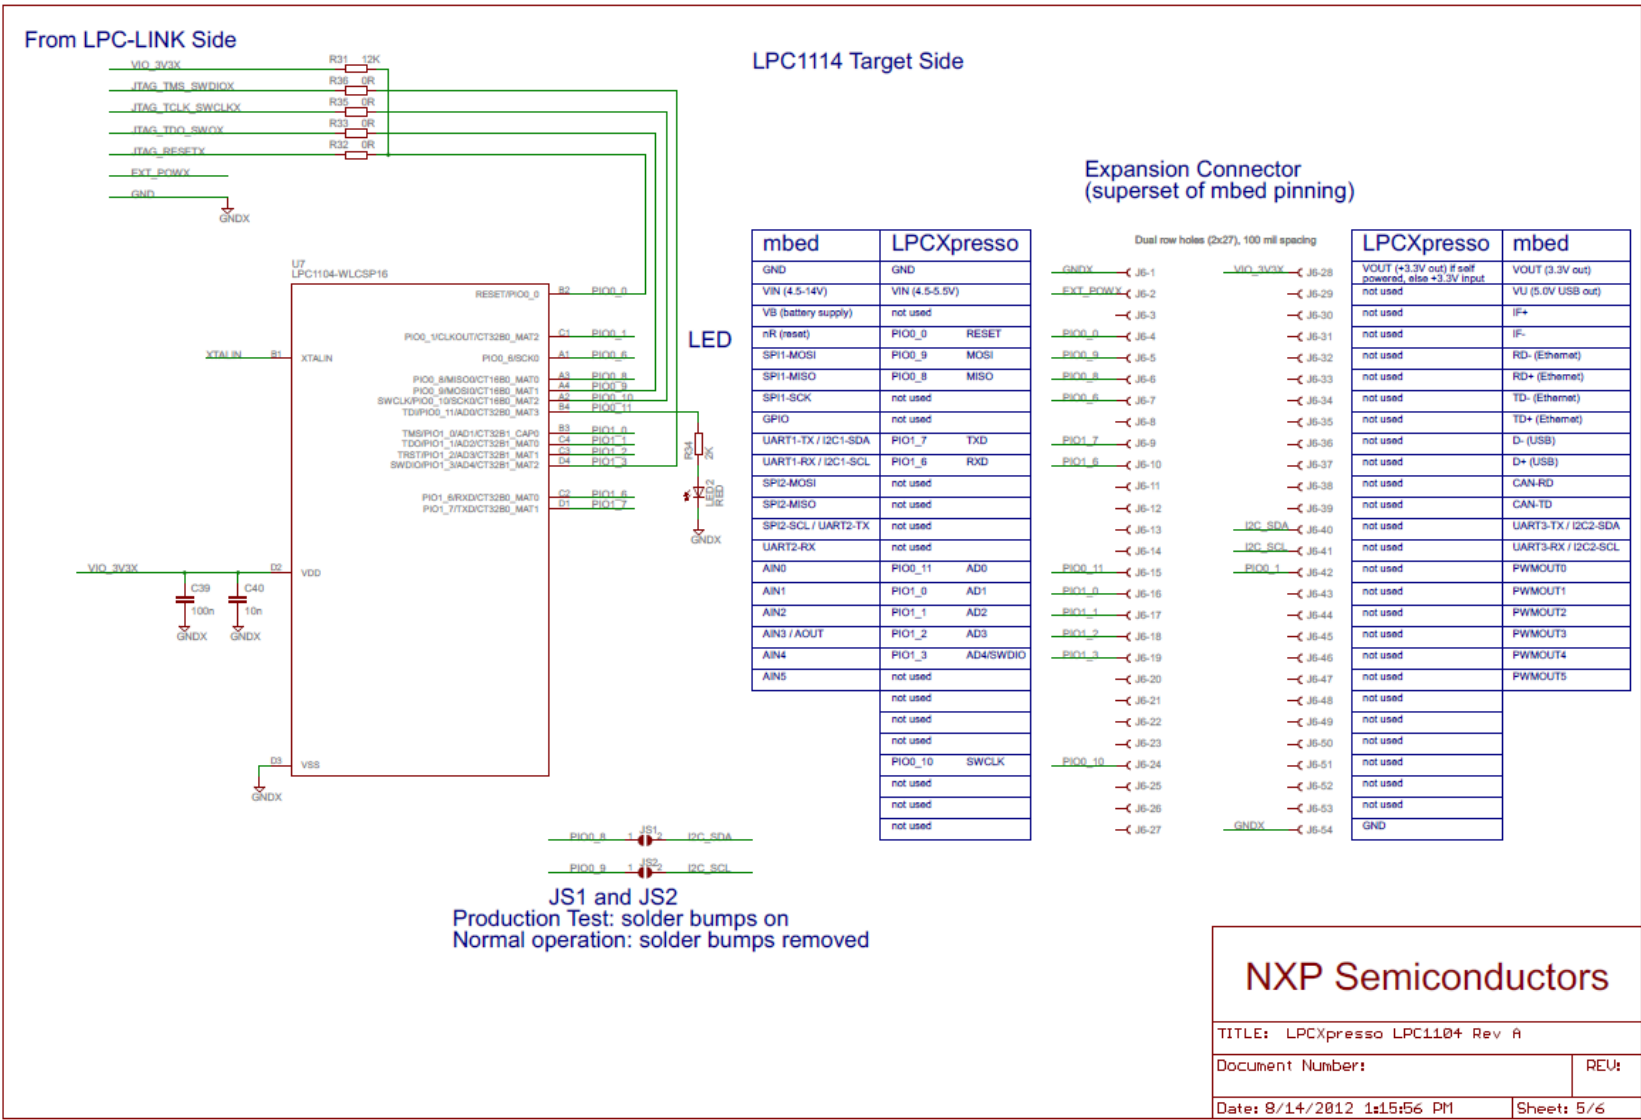 From LPC-LINK Side
VIO_3V3X
R31 12K
JTAG_TMS_SWDIOX
R36 0R
JTAG_TCLK_SWCLKX
R35 0R
JTAG_TDO_SWOX
R33 0R
JTAG_RESETX
R32 0R
EXT_POWX
GND
GNDX
LPC1114 Target Side
U7
LPC1104-WLCSP16
RESET/PIO0_0 B2 PIO0_0
PIO0_1/CLKOUT/CT32B0_MAT2 C1 PIO0_1
XTALIN B1 XTALIN
PIO0_6/SCK0 A1 PIO0_6
PIO0_8/MISO0/CT16B0_MAT0 A3 PIO0_8
PIO0_9/MOSI0/CT16B0_MAT1 A4 PIO0_9
SWCLK/PIO0_10/SCK0/CT16B0_MAT2 A2 PIO0_10
TDI/PIO0_11/AD0/CT32B0_MAT3 B4 PIO0_11
TMS/PIO1_0/AD1/CT32B1_CAP0 B3 PIO1_0
TDO/PIO1_1/AD2/CT32B1_MAT0 C4 PIO1_1
TRST/PIO1_2/AD3/CT32B1_MAT1 C3 PIO1_2
SWDIO/PIO1_3/AD4/CT32B1_MAT2 D4 PIO1_3
PIO1_6/RXD/CT32B0_MAT0 C2 PIO1_6
PIO1_7/TXD/CT32B0_MAT1 D1 PIO1_7
VIO_3V3X D2 VDD
C39
100n
C40
10n
GNDX GNDX
D3 VSS
GNDX
LED
R34
2K
LED2
RED
GNDX
PIO0_8 1 JS1 2 I2C_SDA
PIO0_9 1 JS2 2 I2C_SCL
JS1 and JS2
Production Test: solder bumps on
Normal operation: solder bumps removed
Expansion Connector
(superset of mbed pinning)
Dual row holes (2x27), 100 mil spacing
mbed LPCXpresso
GND GND
VIN (4.5-14V) VIN (4.5-5.5V)
VB (battery supply) not used
nR (reset) PIO0_0 RESET
SPI1-MOSI PIO0_9 MOSI
SPI1-MISO PIO0_8 MISO
SPI1-SCK not used
GPIO not used
UART1-TX / I2C1-SDA PIO1_7 TXD
UART1-RX / I2C1-SCL PIO1_6 RXD
SPI2-MOSI not used
SPI2-MISO not used
SPI2-SCL / UART2-TX not used
UART2-RX not used
AIN0 PIO0_11 AD0
AIN1 PIO1_0 AD1
AIN2 PIO1_1 AD2
AIN3 / AOUT PIO1_2 AD3
AIN4 PIO1_3 AD4/SWDIO
AIN5 not used
not used
not used
not used
PIO0_10 SWCLK
not used
not used
not used
GNDX J6-1
EXT_POWX J6-2
J6-3
PIO0_0 J6-4
PIO0_9 J6-5
PIO0_8 J6-6
PIO0_6 J6-7
J6-8
PIO1_7 J6-9
PIO1_6 J6-10
J6-11
J6-12
J6-13
J6-14
PIO0_11 J6-15
PIO1_0 J6-16
PIO1_1 J6-17
PIO1_2 J6-18
PIO1_3 J6-19
J6-20
J6-21
J6-22
J6-23
PIO0_10 J6-24
J6-25
J6-26
J6-27
VIO_3V3X J6-28
J6-29
J6-30
J6-31
J6-32
J6-33
J6-34
J6-35
J6-36
J6-37
J6-38
J6-39
I2C_SDA J6-40
I2C_SCL J6-41
PIO0_1 J6-42
J6-43
J6-44
J6-45
J6-46
J6-47
J6-48
J6-49
J6-50
J6-51
J6-52
J6-53
GNDX J6-54
LPCXpresso mbed
VOUT (+3.3V out) if self
powered, else +3.3V input
VOUT (3.3V out)
not used VU (5.0V USB out)
not used IF+
not used IF-
not used RD- (Ethernet)
not used RD+ (Ethernet)
not used TD- (Ethernet)
not used TD+ (Ethernet)
not used D- (USB)
not used D+ (USB)
not used CAN-RD
not used CAN-TD
not used UART3-TX / I2C2-SDA
not used UART3-RX / I2C2-SCL
not used PWMOUT0
not used PWMOUT1
not used PWMOUT2
not used PWMOUT3
not used PWMOUT4
not used PWMOUT5
not used
not used
not used
not used
not used
not used
GND
NXP Semiconductors
TITLE: LPCXpresso LPC1104 Rev A
Document Number:
REV:
Date: 8/14/2012 1:15:56 PM
Sheet: 5/6